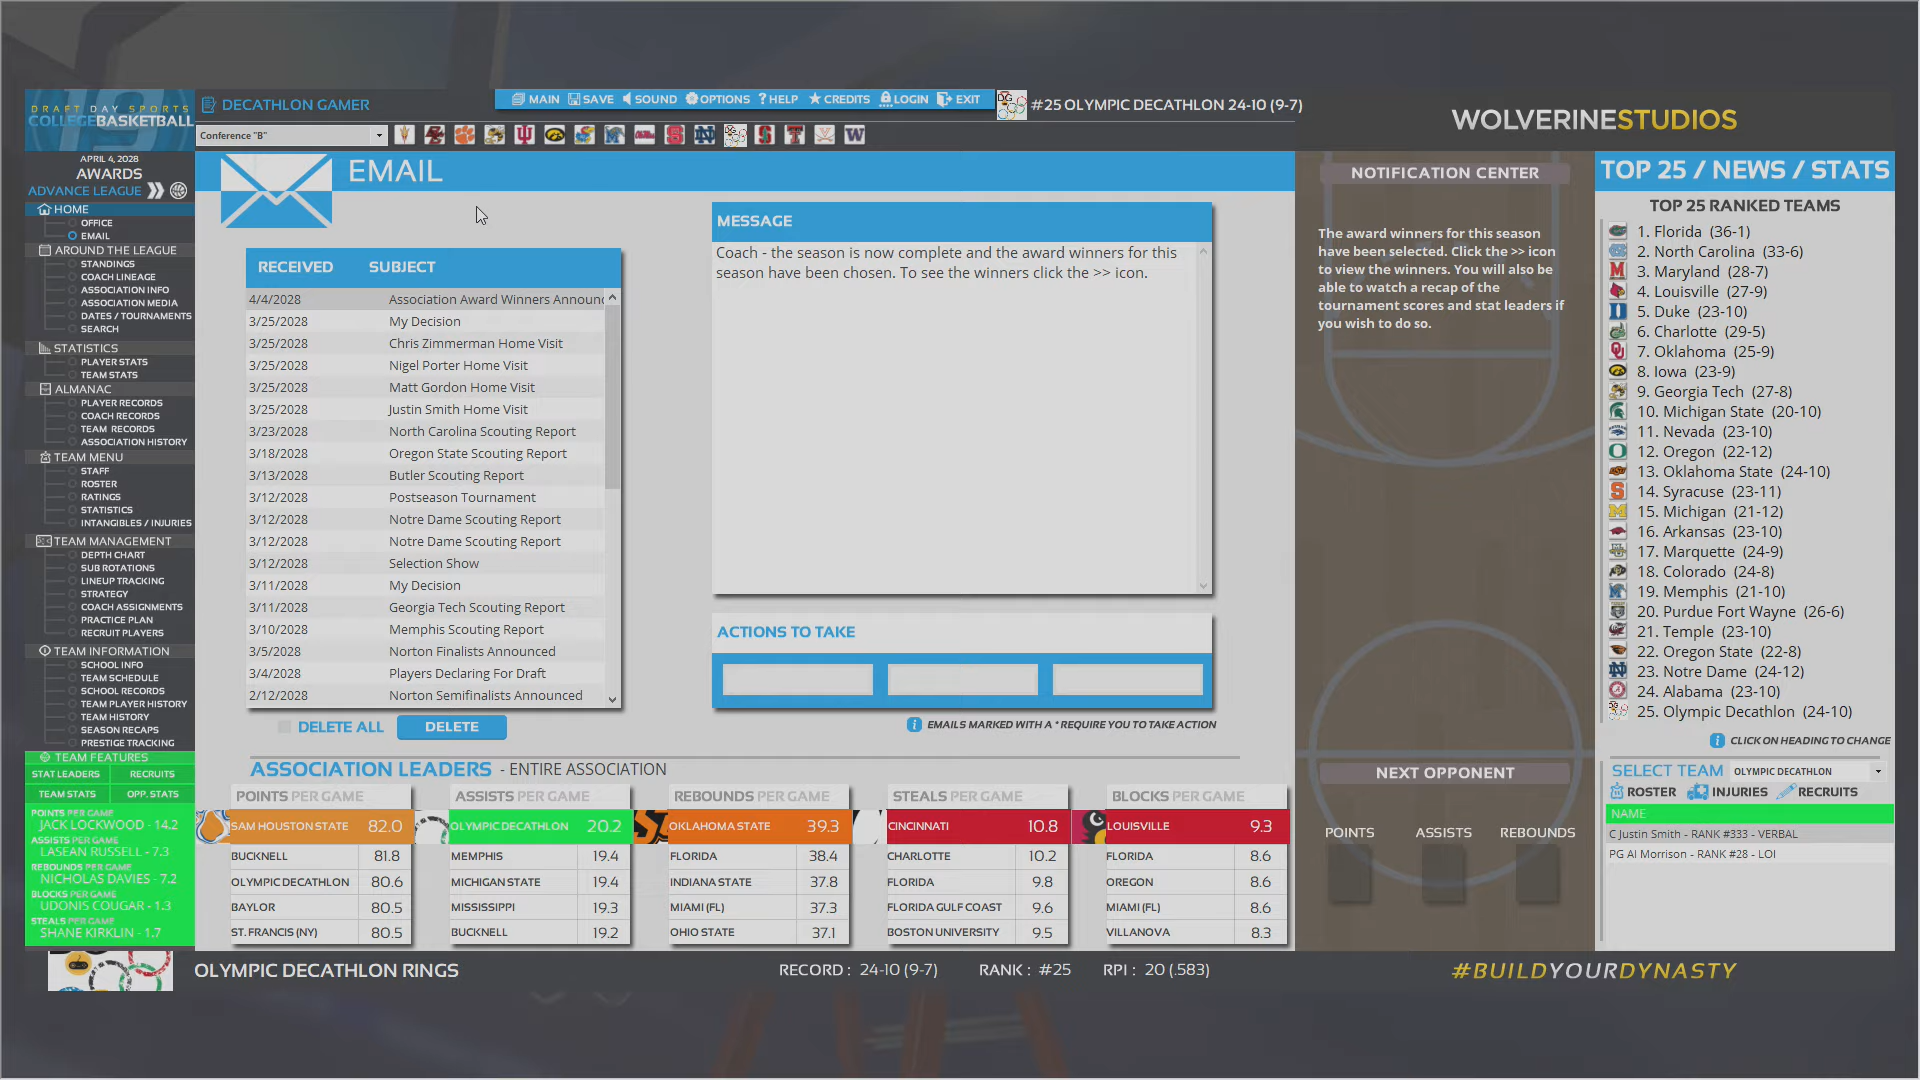 DRAFT DAY SPORTS
COLLEGEBASKETBALL
APRIL 4, 2028
AWARDS
ADVANCE LEAGUE
HOME
OFFICE
EMAIL
AROUND THE LEAGUE
STANDINGS
COACH LINEAGE
ASSOCIATION INFO
ASSOCIATION MEDIA
DATES / TOURNAMENTS
SEARCH
STATISTICS
PLAYER STATS
TEAM STATS
ALMANAC
PLAYER RECORDS
COACH RECORDS
TEAM RECORDS
ASSOCIATION HISTORY
TEAM MENU
STAFF
ROSTER
RATINGS
STATISTICS
INTANGIBLES / INJURIES
TEAM MANAGEMENT
DEPTH CHART
SUB ROTATIONS
LINEUP TRACKING
STRATEGY
COACH ASSIGNMENTS
PRACTICE PLAN
RECRUIT PLAYERS
TEAM INFORMATION
SCHOOL INFO
TEAM SCHEDULE
SCHOOL RECORDS
TEAM PLAYER HISTORY
TEAM HISTORY
SEASON RECAPS
PRESTIGE TRACKING
TEAM FEATURES
STAT LEADERS RECRUITS
TEAM STATS OPP. STATS
POINTS PER GAME
JACK LOCKWOOD - 14.2
ASSISTS PER GAME
LASEAN RUSSELL - 7.3
REBOUNDS PER GAME
NICHOLAS DAVIES - 7.2
BLOCKS PER GAME
UDONIS COUGAR - 1.3
STEALS PER GAME
SHANE KIRKLIN - 1.7
DECATHLON GAMER
MAIN SAVE SOUND OPTIONS ? HELP CREDITS LOGIN EXIT
DG
#25 OLYMPIC DECATHLON 24-10 (9-7)
Conference "B"
WOLVERINESTUDIOS
EMAIL
RECEIVED SUBJECT
4/4/2028 Association Award Winners Announc
3/25/2028 My Decision
3/25/2028 Chris Zimmerman Home Visit
3/25/2028 Nigel Porter Home Visit
3/25/2028 Matt Gordon Home Visit
3/25/2028 Justin Smith Home Visit
3/23/2028 North Carolina Scouting Report
3/18/2028 Oregon State Scouting Report
3/13/2028 Butler Scouting Report
3/12/2028 Postseason Tournament
3/12/2028 Notre Dame Scouting Report
3/12/2028 Notre Dame Scouting Report
3/12/2028 Selection Show
3/11/2028 My Decision
3/11/2028 Georgia Tech Scouting Report
3/10/2028 Memphis Scouting Report
3/5/2028 Norton Finalists Announced
3/4/2028 Players Declaring For Draft
2/12/2028 Norton Semifinalists Announced
DELETE ALL DELETE
MESSAGE
Coach - the season is now complete and the award winners for this
season have been chosen. To see the winners click the >> icon.
ACTIONS TO TAKE
EMAILS MARKED WITH A * REQUIRE YOU TO TAKE ACTION
ASSOCIATION LEADERS - ENTIRE ASSOCIATION
POINTS PER GAME
SAM HOUSTON STATE 82.0
BUCKNELL 81.8
OLYMPIC DECATHLON 80.6
BAYLOR 80.5
ST. FRANCIS (NY) 80.5
ASSISTS PER GAME
OLYMPIC DECATHLON 20.2
MEMPHIS 19.4
MICHIGAN STATE 19.4
MISSISSIPPI 19.3
BUCKNELL 19.2
REBOUNDS PER GAME
OKLAHOMA STATE 39.3
FLORIDA 38.4
INDIANA STATE 37.8
MIAMI (FL) 37.3
OHIO STATE 37.1
STEALS PER GAME
CINCINNATI 10.8
CHARLOTTE 10.2
FLORIDA 9.8
FLORIDA GULF COAST 9.6
BOSTON UNIVERSITY 9.5
BLOCKS PER GAME
LOUISVILLE 9.3
FLORIDA 8.6
OREGON 8.6
MIAMI (FL) 8.6
VILLANOVA 8.3
NOTIFICATION CENTER
The award winners for this season
have been selected. Click the >> icon
to view the winners. You will also be
able to watch a recap of the
tournament scores and stat leaders if
you wish to do so.
NEXT OPPONENT
POINTS ASSISTS REBOUNDS
TOP 25 / NEWS / STATS
TOP 25 RANKED TEAMS
1. Florida (36-1)
2. North Carolina (33-6)
3. Maryland (28-7)
4. Louisville (27-9)
5. Duke (23-10)
6. Charlotte (29-5)
7. Oklahoma (25-9)
8. Iowa (23-9)
9. Georgia Tech (27-8)
10. Michigan State (20-10)
11. Nevada (23-10)
12. Oregon (22-12)
13. Oklahoma State (24-10)
14. Syracuse (23-11)
15. Michigan (21-12)
16. Arkansas (23-10)
17. Marquette (24-9)
18. Colorado (24-8)
19. Memphis (21-10)
20. Purdue Fort Wayne (26-6)
21. Temple (23-10)
22. Oregon State (22-8)
23. Notre Dame (24-12)
24. Alabama (23-10)
25. Olympic Decathlon (24-10)
CLICK ON HEADING TO CHANGE
SELECT TEAM OLYMPIC DECATHLON
ROSTER INJURIES RECRUITS
NAME
C Justin Smith - RANK #333 - VERBAL
PG Al Morrison - RANK #28 - LOI
OLYMPIC DECATHLON RINGS
RECORD : 24-10 (9-7) RANK : #25 RPI : 20 (.583)
#BUILDYOURDYNASTY